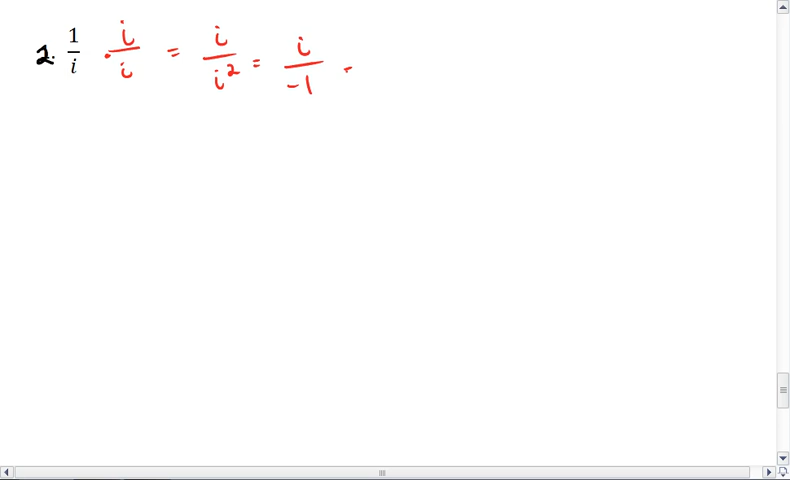 2. 1/i · i/i = i/i² = i/-1 =